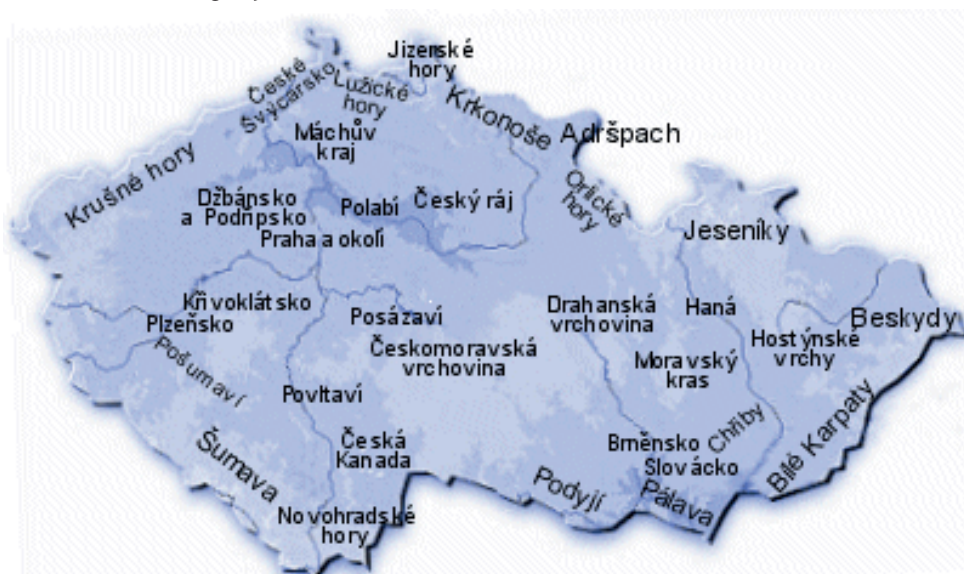 Jizerské
hory
České
Švýcarsko
Lužické
hory
Krkonoše
Adršpach
Máchův
kraj
Krušné hory
Džbánsko
a Podřipsko
Polabí
Český ráj
Orlické
hory
Praha a okolí
Jeseníky
Křivoklátsko
Plzeňsko
Posázaví
Drahanská
vrchovina
Haná
Beskydy
Českomoravská
vrchovina
Hostýnské
vrchy
Pošumaví
Moravský
kras
Povltaví
Šumava
Česká
Kanada
Brněnsko
Chřiby
Slovácko
Bílé Karpaty
Podyjí
Pálava
Novohradské
hory